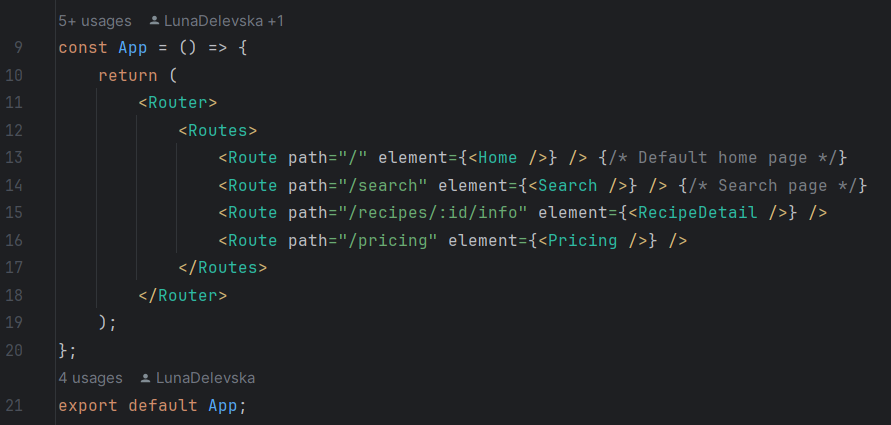 5+ usages LunaDelevska +1
9 const App = () => {
10 return (
11 <Router>
12 <Routes>
13 <Route path="/" element={<Home />} /> {/* Default home page */}
14 <Route path="/search" element={<Search />} /> {/* Search page */}
15 <Route path="/recipes/:id/info" element={<RecipeDetail />} />
16 <Route path="/pricing" element={<Pricing />} />
17 </Routes>
18 </Router>
19 );
20 };
4 usages LunaDelevska
21 export default App;